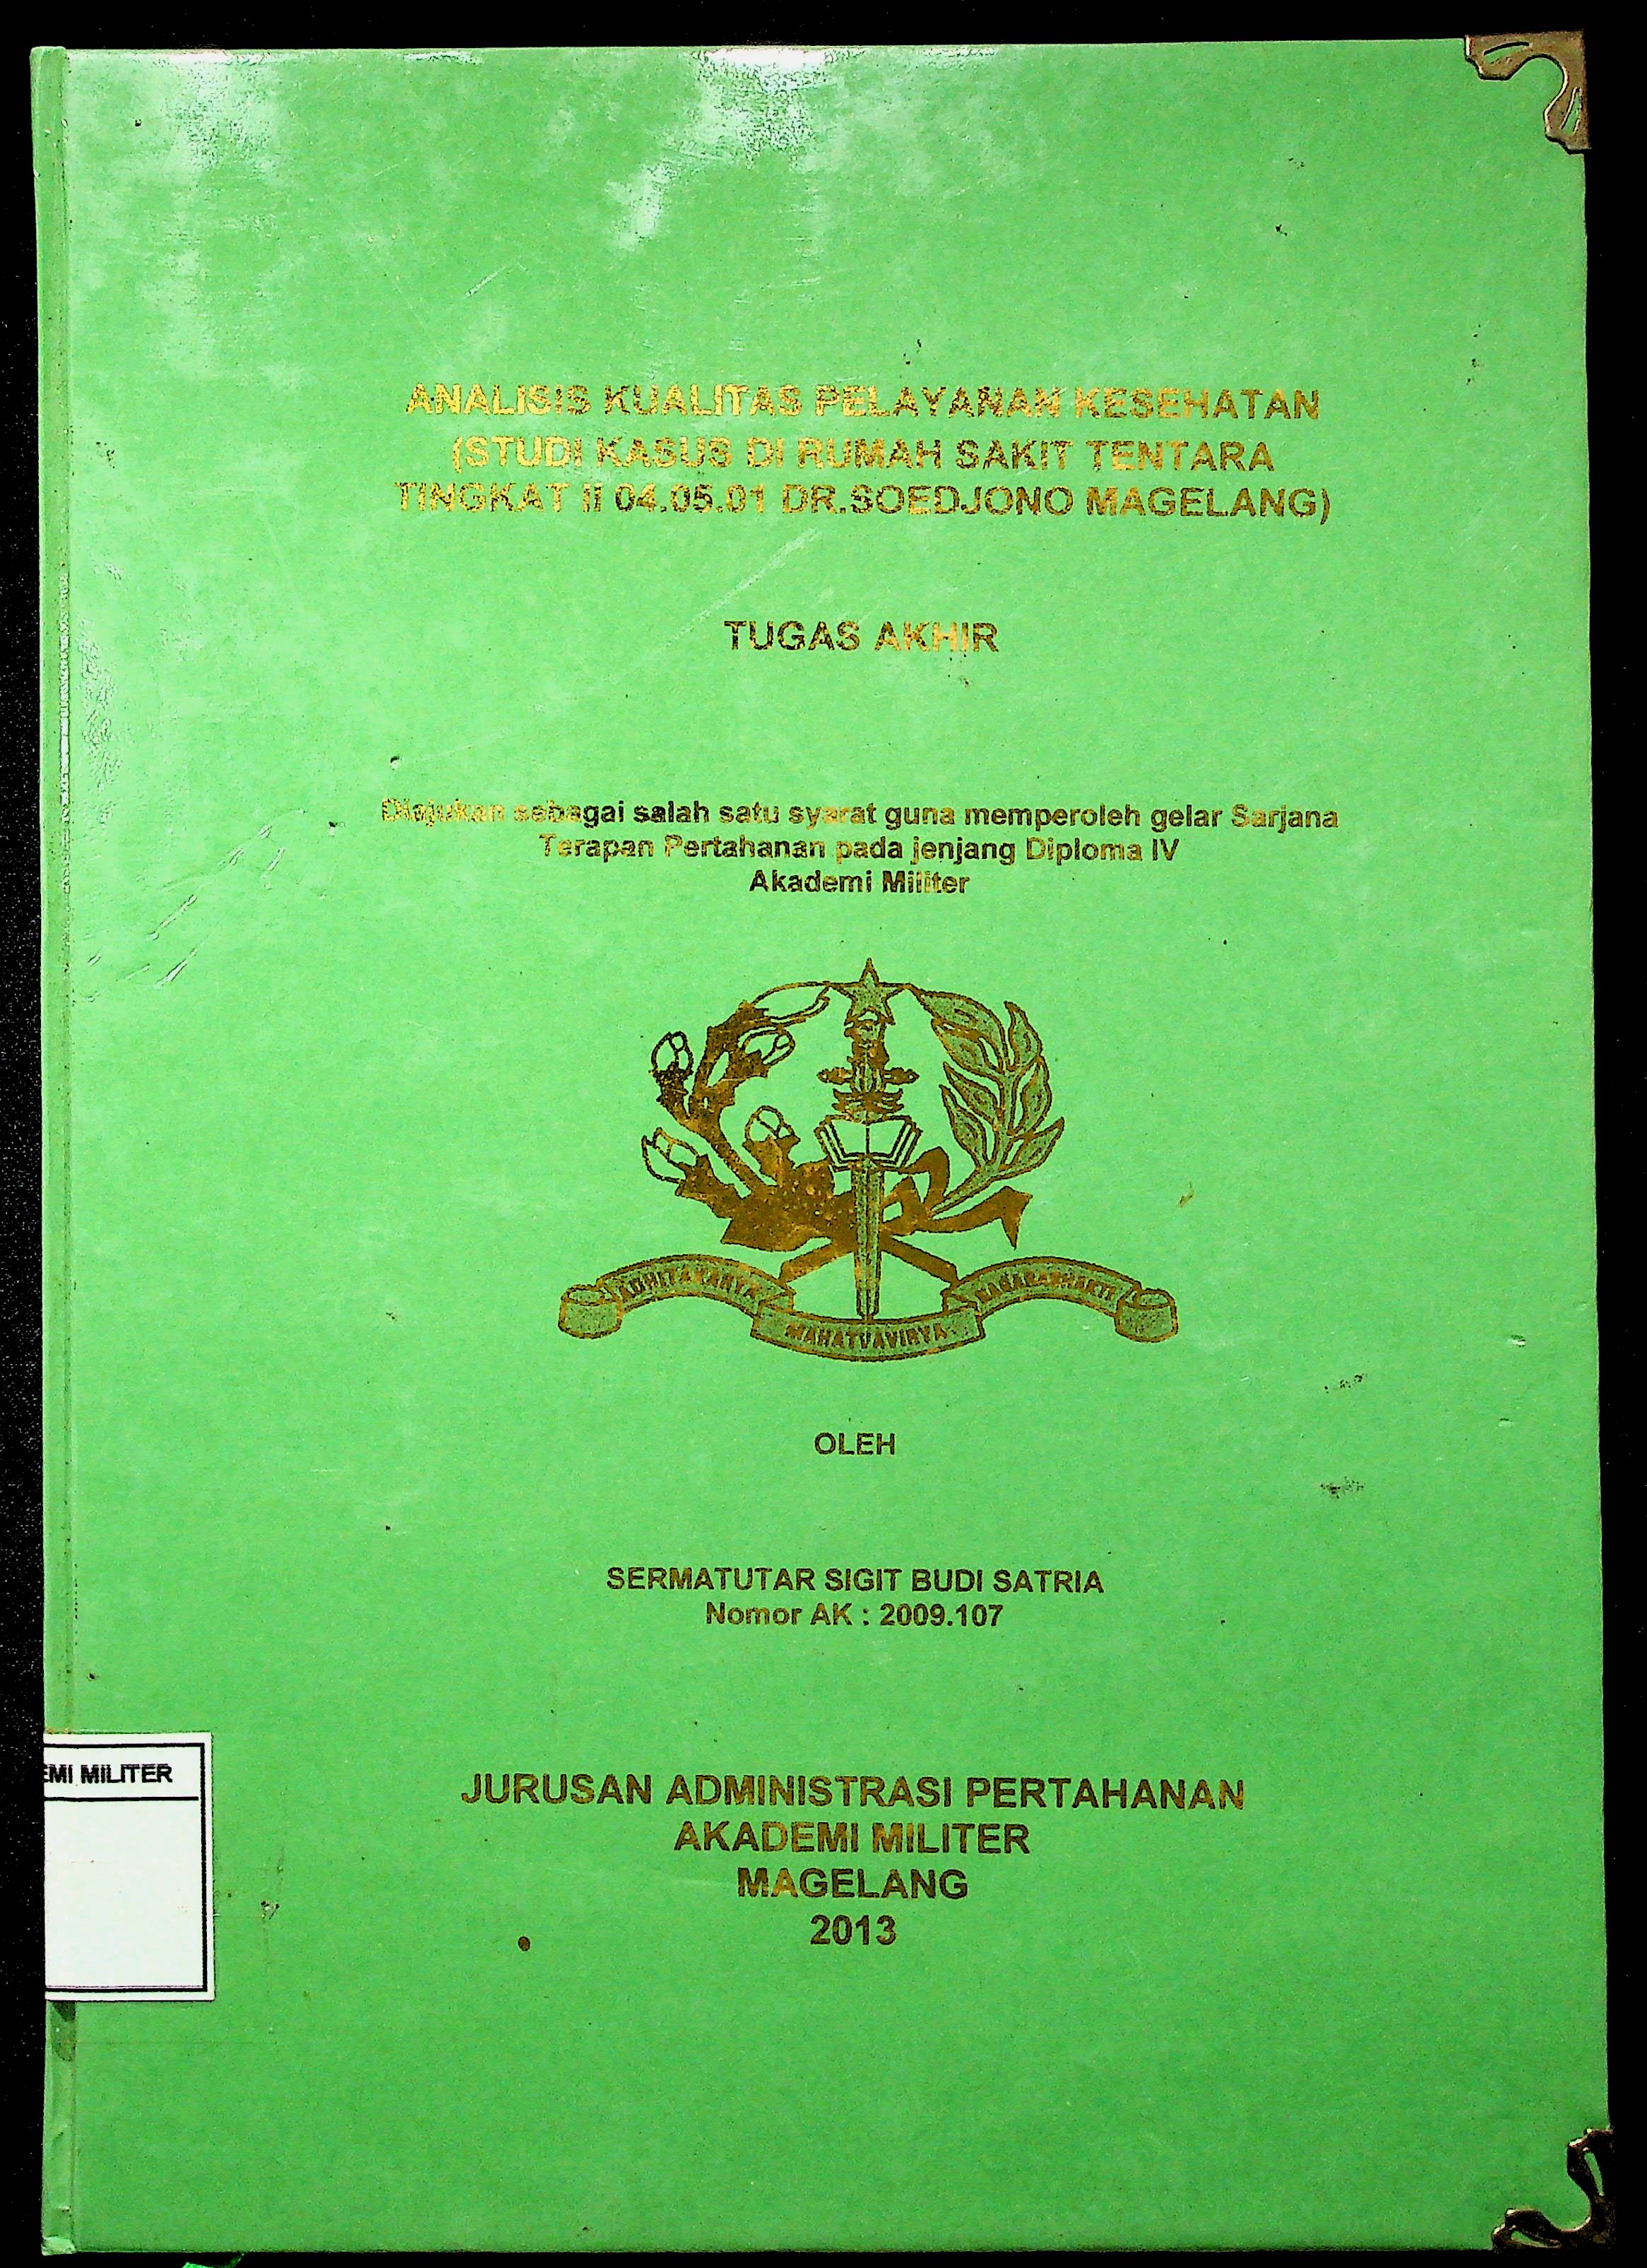 ANALISIS KUALITAS PELAYANAN KESEHATAN
(STUDI KASUS DI RUMAH SAKIT TENTARA
TINGKAT II 04.05.01 DR.SOEDJONO MAGELANG)
TUGAS AKHIR
Diajukan sebagai salah satu syarat guna memperoleh gelar Sarjana
Terapan Pertahanan pada jenjang Diploma IV
Akademi Militer
ADHITAKARYA
MAHATVAVIRYA
NAGARABHAKTI
OLEH
SERMATUTAR SIGIT BUDI SATRIA
Nomor AK : 2009.107
EMI MILITER
JURUSAN ADMINISTRASI PERTAHANAN
AKADEMI MILITER
MAGELANG
2013